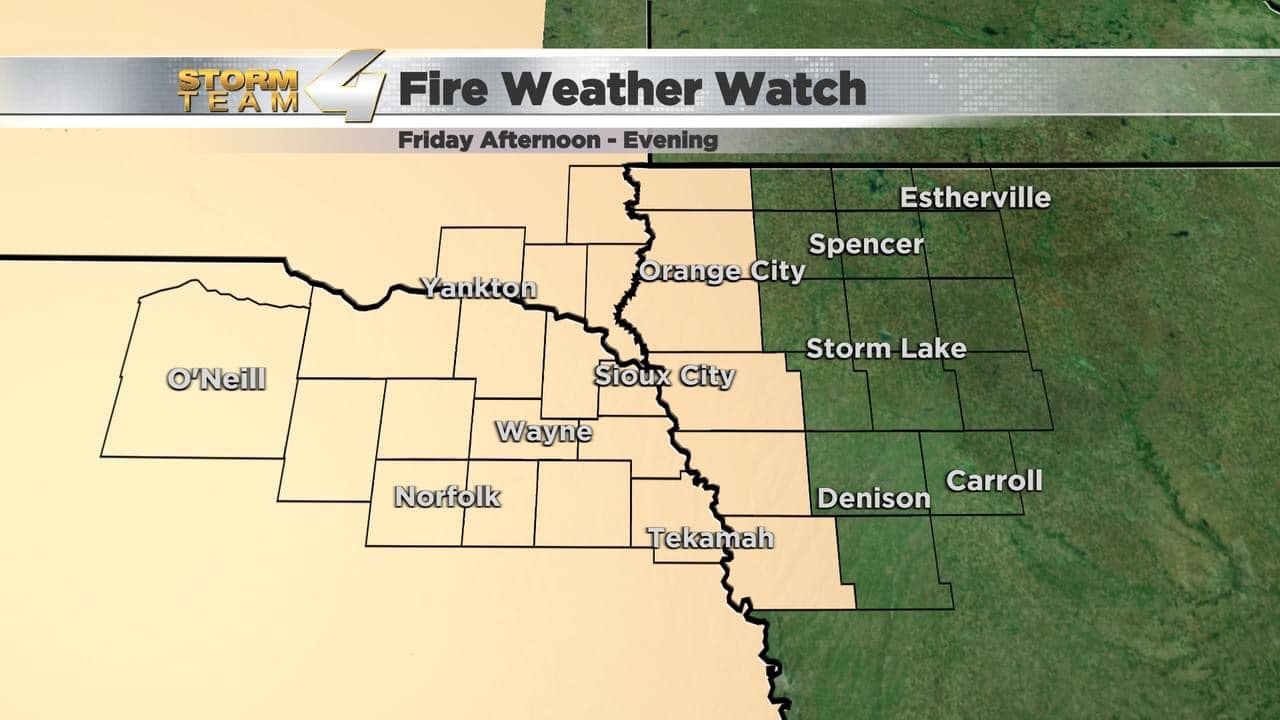 STORM
TEAM
4
Fire Weather Watch
Friday Afternoon - Evening
Estherville
Spencer
Orange City
Yankton
Storm Lake
O'Neill
Sioux City
Wayne
Carroll
Norfolk
Denison
Tekamah